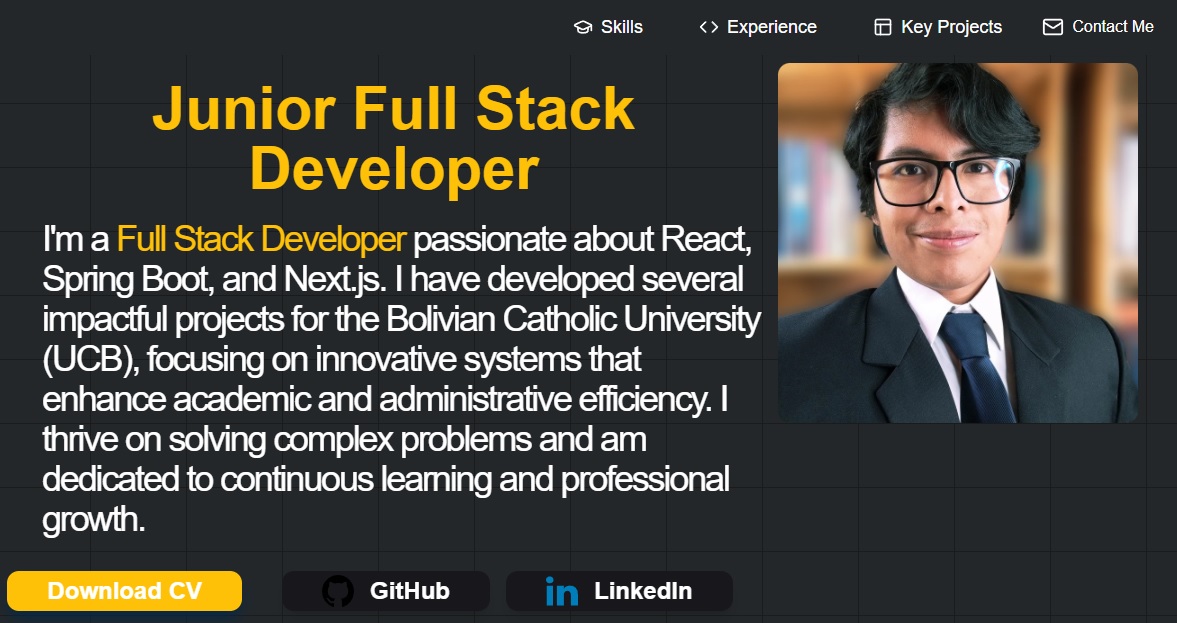 Skills
Experience
Key Projects
Contact Me
Junior Full Stack
Developer
I'm a Full Stack Developer passionate about React,
Spring Boot, and Next.js. I have developed several
impactful projects for the Bolivian Catholic University
(UCB), focusing on innovative systems that
enhance academic and administrative efficiency. I
thrive on solving complex problems and am
dedicated to continuous learning and professional
growth.
Download CV
GitHub
LinkedIn